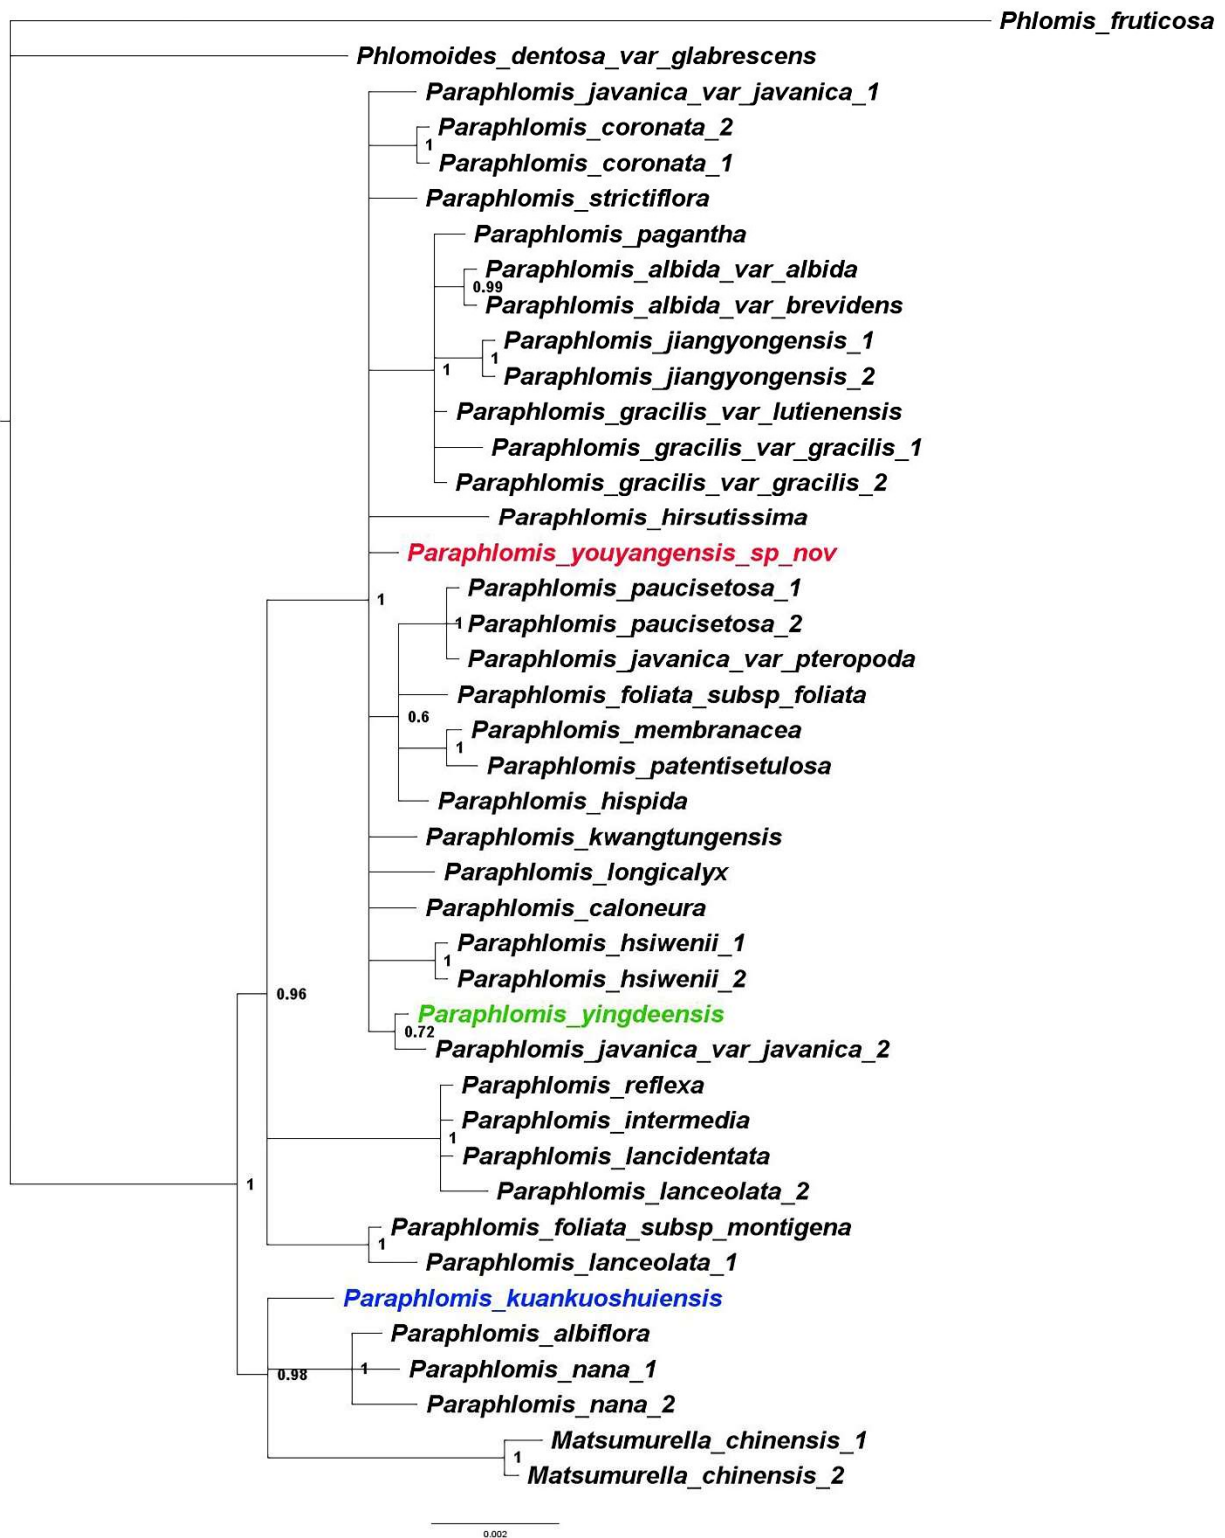 Phlomis_fruticosa
Phlomoides_dentosa_var_glabrescens
Paraphlomis_javanica_var_javanica_1
Paraphlomis_coronata_2
1
Paraphlomis_coronata_1
Paraphlomis_strictiflora
Paraphlomis_pagantha
Paraphlomis_albida_var_albida
0.99
Paraphlomis_albida_var_brevidens
Paraphlomis_jiangyongensis_1
1
1
Paraphlomis_jiangyongensis_2
Paraphlomis_gracilis_var_lutienensis
Paraphlomis_gracilis_var_gracilis_1
Paraphlomis_gracilis_var_gracilis_2
Paraphlomis_hirsutissima
Paraphlomis_youyangensis_sp_nov
Paraphlomis_paucisetosa_1
1
1
Paraphlomis_paucisetosa_2
Paraphlomis_javanica_var_pteropoda
Paraphlomis_foliata_subsp_foliata
0.6
Paraphlomis_membranacea
1
Paraphlomis_patentisetulosa
Paraphlomis_hispida
Paraphlomis_kwangtungensis
Paraphlomis_longicalyx
Paraphlomis_caloneura
Paraphlomis_hsiwenii_1
1
Paraphlomis_hsiwenii_2
0.96
Paraphlomis_yingdeensis
0.72
Paraphlomis_javanica_var_javanica_2
Paraphlomis_reflexa
Paraphlomis_intermedia
1
Paraphlomis_lancidentata
1
Paraphlomis_lanceolata_2
Paraphlomis_foliata_subsp_montigena
1
Paraphlomis_lanceolata_1
Paraphlomis_kuankuoshuiensis
Paraphlomis_albiflora
0.98
1
Paraphlomis_nana_1
Paraphlomis_nana_2
Matsumurella_chinensis_1
1
Matsumurella_chinensis_2
0.002